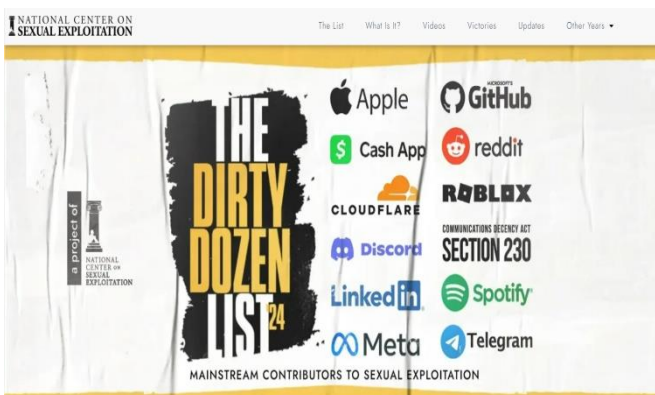 NATIONAL CENTER ON
SEXUAL EXPLOITATION
The List
What Is It?
Videos
Victories
Updates
Other Years
a project of
NATIONAL
CENTER ON
SEXUAL
EXPLOITATION
THE
DIRTY
DOZEN
LIST
'24
Apple
$ Cash App
CLOUDFLARE
Discord
Linked in
Meta
MICROSOFT'S
GitHub
reddit
ROBLOX
COMMUNICATIONS DECENCY ACT
SECTION 230
Spotify
Telegram
MAINSTREAM CONTRIBUTORS TO SEXUAL EXPLOITATION